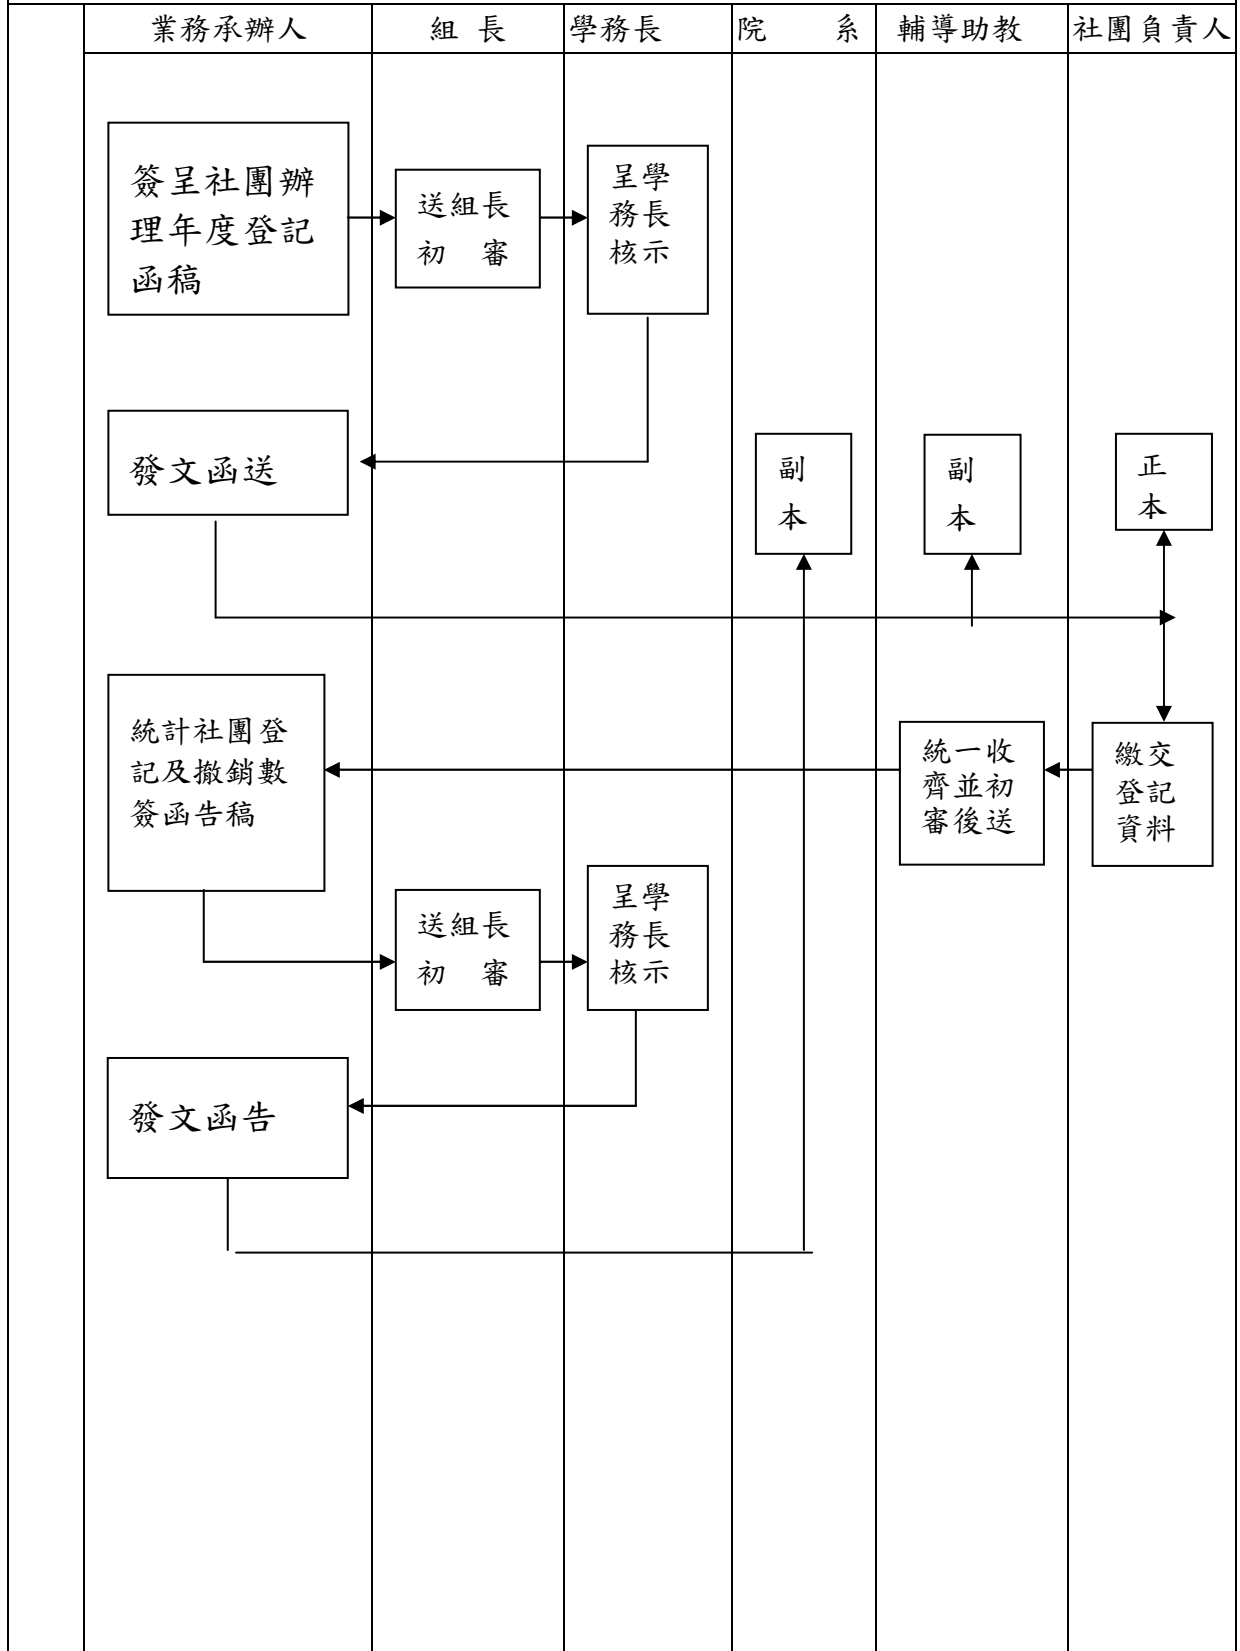 業務承辦人 組 長 學務長 院 系 輔導助教 社團負責人
簽呈社團辦
理年度登記
函稿
送組長
初 審
呈學
務長
核示
發文函送
副
本
副
本
正
本
統計社團登
記及撤銷數
簽函告稿
統一收
齊並初
審後送
繳交
登記
資料
送組長
初 審
呈學
務長
核示
發文函告